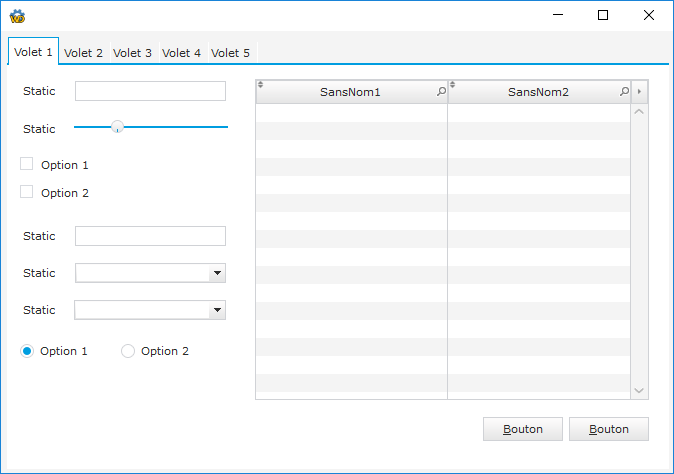 Volet 1 Volet 2 Volet 3 Volet 4 Volet 5
Static
Static
Option 1
Option 2
Static
Static
Static
Option 1 Option 2
SansNom1 SansNom2
Bouton Bouton